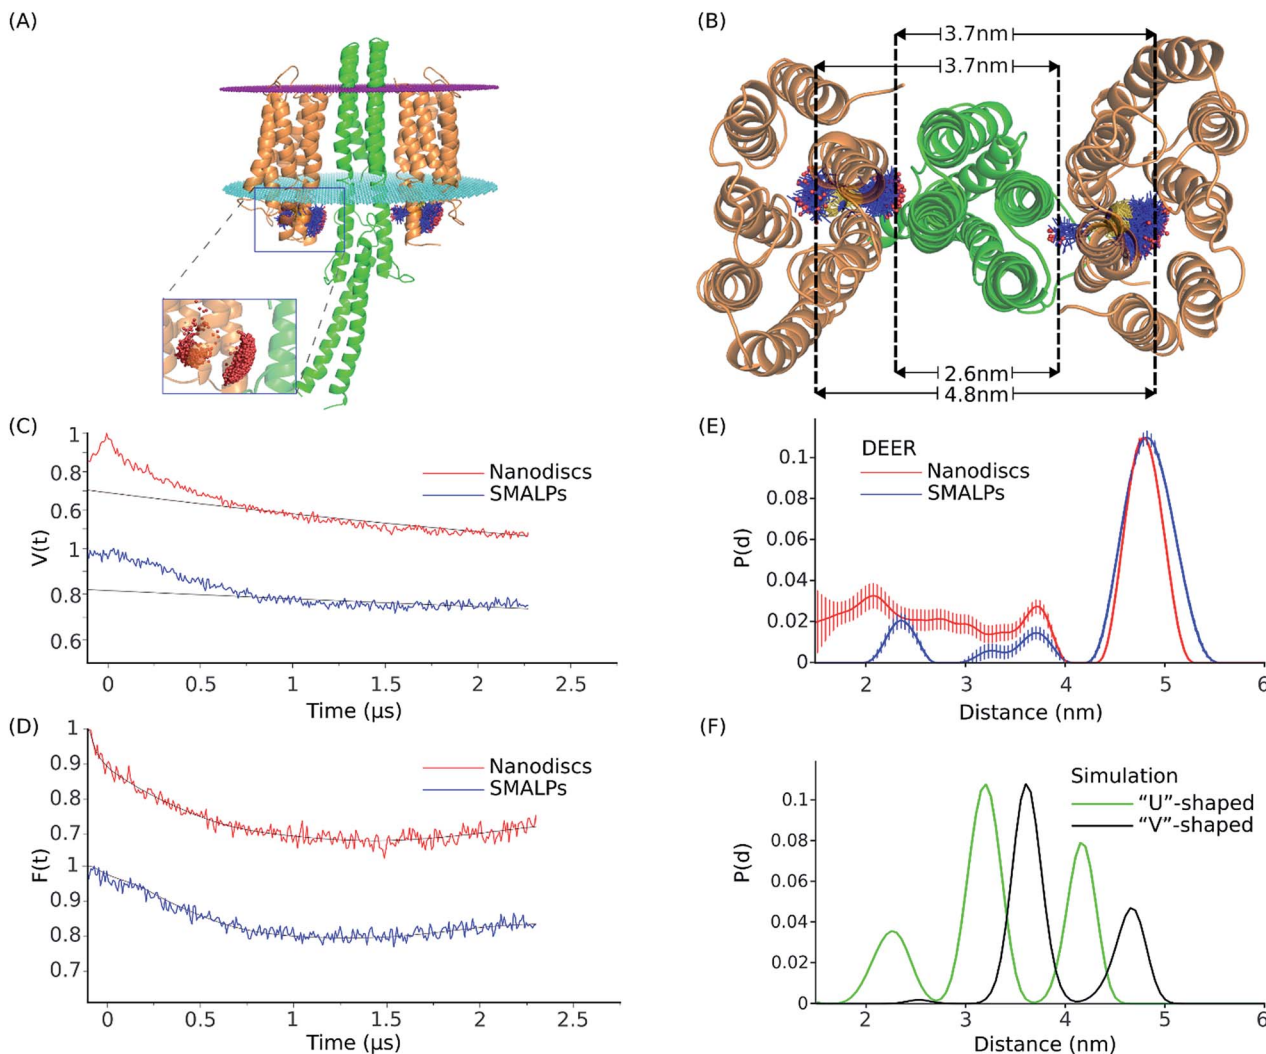 (A)
(B)
3.7nm
3.7nm
2.6nm
4.8nm
(C)
1
0.8
0.6
1
0.8
0.6
V(t)
Nanodiscs
SMALPs
0
0.5
1
1.5
2
2.5
Time (μs)
(E)
DEER
Nanodiscs
SMALPs
0.1
0.08
0.06
0.04
0.02
0
P(d)
2
3
4
5
6
Distance (nm)
(D)
1
0.9
0.8
0.7
1
0.9
0.8
0.7
F(t)
Nanodiscs
SMALPs
0
0.5
1
1.5
2
2.5
Time (μs)
(F)
Simulation
“U”-shaped
“V”-shaped
0.1
0.08
0.06
0.04
0.02
0
P(d)
2
3
4
5
6
Distance (nm)